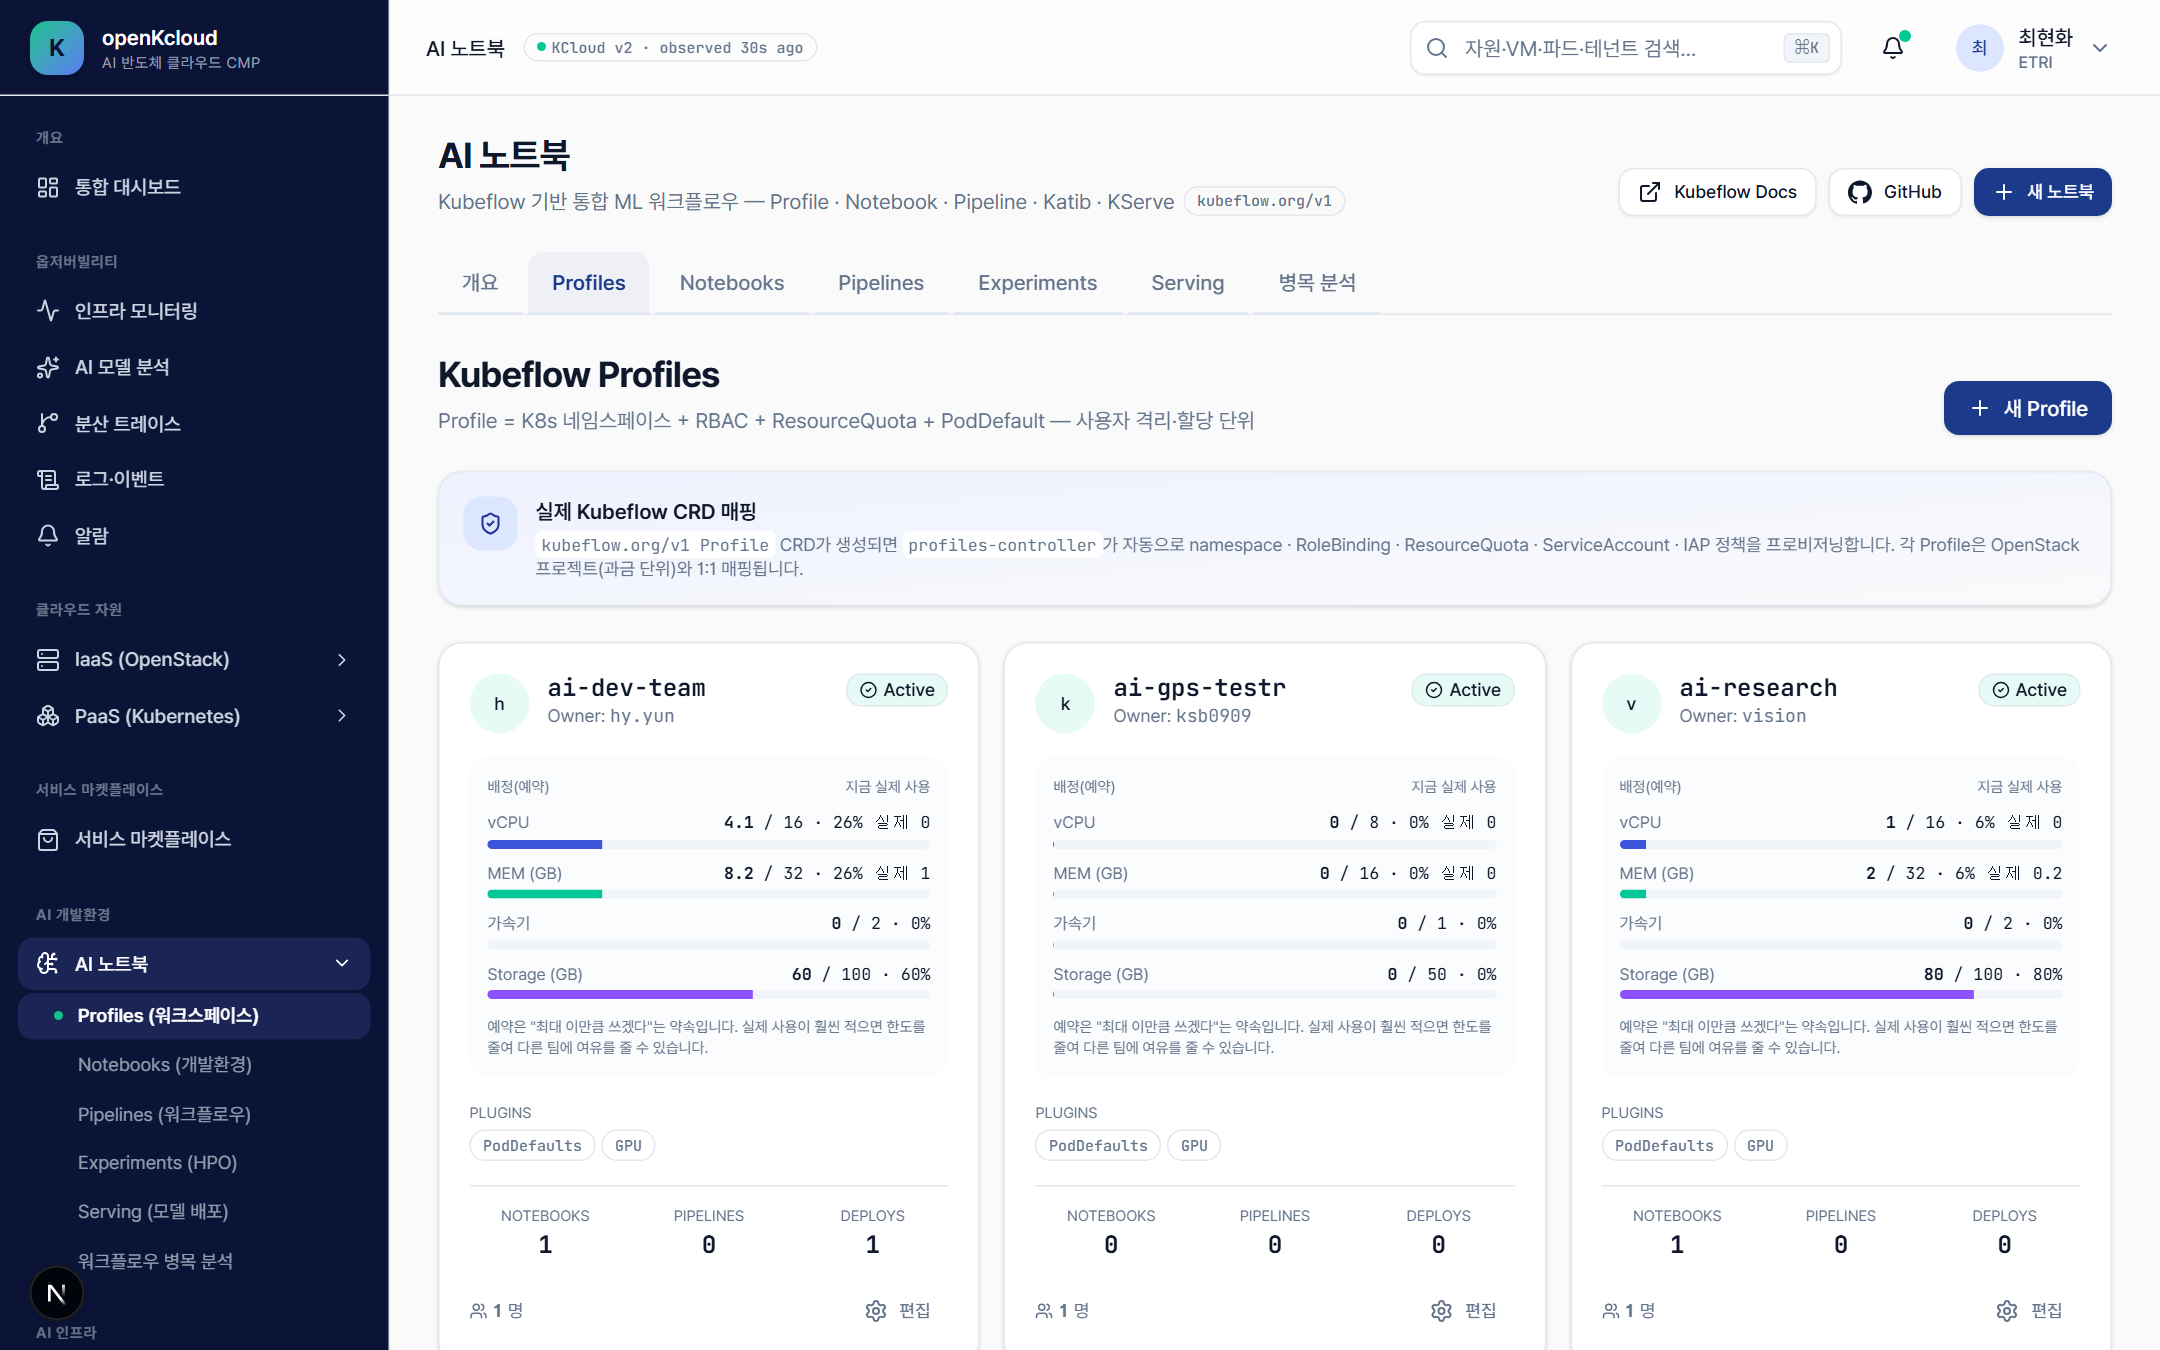 K
openKcloud
AI 반도체 클라우드 CMP
개요
통합 대시보드
옵저버빌리티
인프라 모니터링
AI 모델 분석
분산 트레이스
로그·이벤트
알람
클라우드 자원
IaaS (OpenStack)
PaaS (Kubernetes)
서비스 마켓플레이스
서비스 마켓플레이스
AI 개발환경
AI 노트북
Profiles (워크스페이스)
Notebooks (개발환경)
Pipelines (워크플로우)
Experiments (HPO)
Serving (모델 배포)
워크플로우 병목 분석
N
AI 인프라
AI 노트북
KCloud v2 · observed 30s ago
자원·VM·파드·테넌트 검색...
⌘K
최
최현화
ETRI
AI 노트북
Kubeflow 기반 통합 ML 워크플로우 — Profile · Notebook · Pipeline · Katib · KServe kubeflow.org/v1
Kubeflow Docs
GitHub
새 노트북
개요 Profiles Notebooks Pipelines Experiments Serving 병목 분석
Kubeflow Profiles
Profile = K8s 네임스페이스 + RBAC + ResourceQuota + PodDefault — 사용자 격리·할당 단위
새 Profile
실제 Kubeflow CRD 매핑
kubeflow.org/v1 Profile CRD가 생성되면 profiles-controller 가 자동으로 namespace · RoleBinding · ResourceQuota · ServiceAccount · IAP 정책을 프로비저닝합니다. 각 Profile은 OpenStack
프로젝트(과금 단위)와 1:1 매핑됩니다.
h
ai-dev-team
Active
Owner: hy.yun
배정(예약) 지금 실제 사용
vCPU 4.1 / 16 · 26% 실제 0
MEM (GB) 8.2 / 32 · 26% 실제 1
가속기 0 / 2 · 0%
Storage (GB) 60 / 100 · 60%
예약은 "최대 이만큼 쓰겠다"는 약속입니다. 실제 사용이 훨씬 적으면 한도를
줄여 다른 팀에 여유를 줄 수 있습니다.
PLUGINS
PodDefaults GPU
NOTEBOOKS PIPELINES DEPLOYS
1 0 1
1 명 편집
k
ai-gps-testr
Active
Owner: ksb0909
배정(예약) 지금 실제 사용
vCPU 0 / 8 · 0% 실제 0
MEM (GB) 0 / 16 · 0% 실제 0
가속기 0 / 1 · 0%
Storage (GB) 0 / 50 · 0%
예약은 "최대 이만큼 쓰겠다"는 약속입니다. 실제 사용이 훨씬 적으면 한도를
줄여 다른 팀에 여유를 줄 수 있습니다.
PLUGINS
PodDefaults GPU
NOTEBOOKS PIPELINES DEPLOYS
0 0 0
1 명 편집
v
ai-research
Active
Owner: vision
배정(예약) 지금 실제 사용
vCPU 1 / 16 · 6% 실제 0
MEM (GB) 2 / 32 · 6% 실제 0.2
가속기 0 / 2 · 0%
Storage (GB) 80 / 100 · 80%
예약은 "최대 이만큼 쓰겠다"는 약속입니다. 실제 사용이 훨씬 적으면 한도를
줄여 다른 팀에 여유를 줄 수 있습니다.
PLUGINS
PodDefaults GPU
NOTEBOOKS PIPELINES DEPLOYS
1 0 0
1 명 편집